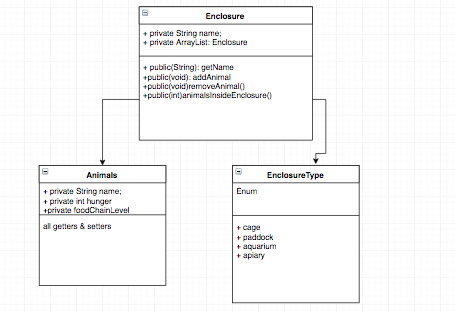 Enclosure
+ private String name;
+ private ArrayList: Enclosure
+ public(String): getName
+public(void): addAnimal
+public(void)removeAnimal()
+public(int)animalsInsideEnclosure()
Animals
+ private String name;
+ private int hunger
+private foodChainLevel
all getters & setters
EnclosureType
Enum
+ cage
+ paddock
+ aquarium
+ apiary